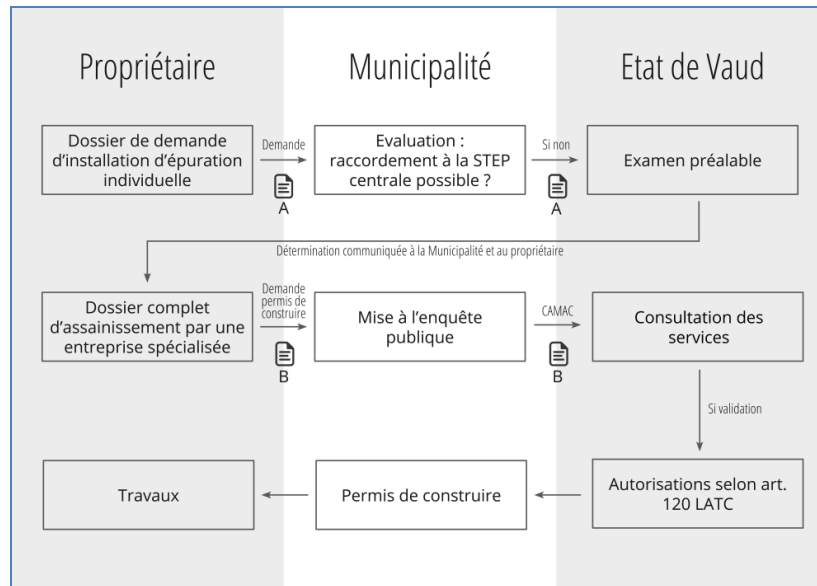 Propriétaire
Municipalité
Etat de Vaud
Dossier de demande
d'installation d'épuration
individuelle
Demande
A
Evaluation :
raccordement à la STEP
centrale possible ?
Si non
A
Examen préalable
Détermination communiquée à la Municipalité et au propriétaire
Dossier complet
d'assainissement par une
entreprise spécialisée
Demande
permis de
construire
B
Mise à l'enquête
publique
CAMAC
B
Consultation des
services
Si validation
Travaux
Permis de construire
Autorisations selon art.
120 LATC